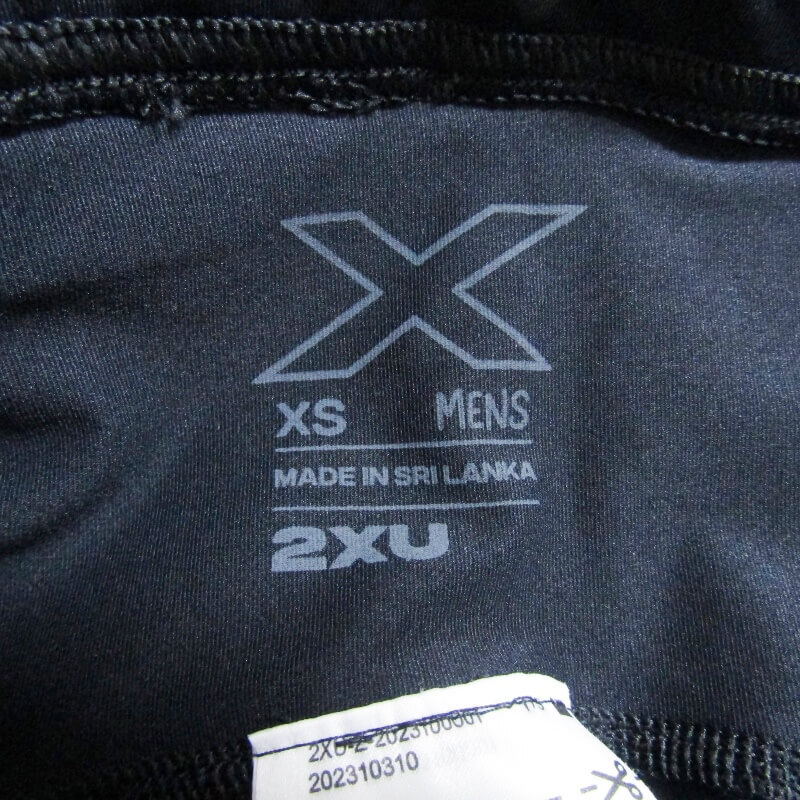 X
XS MENS
MADE IN SRI LANKA
2XU
202310310